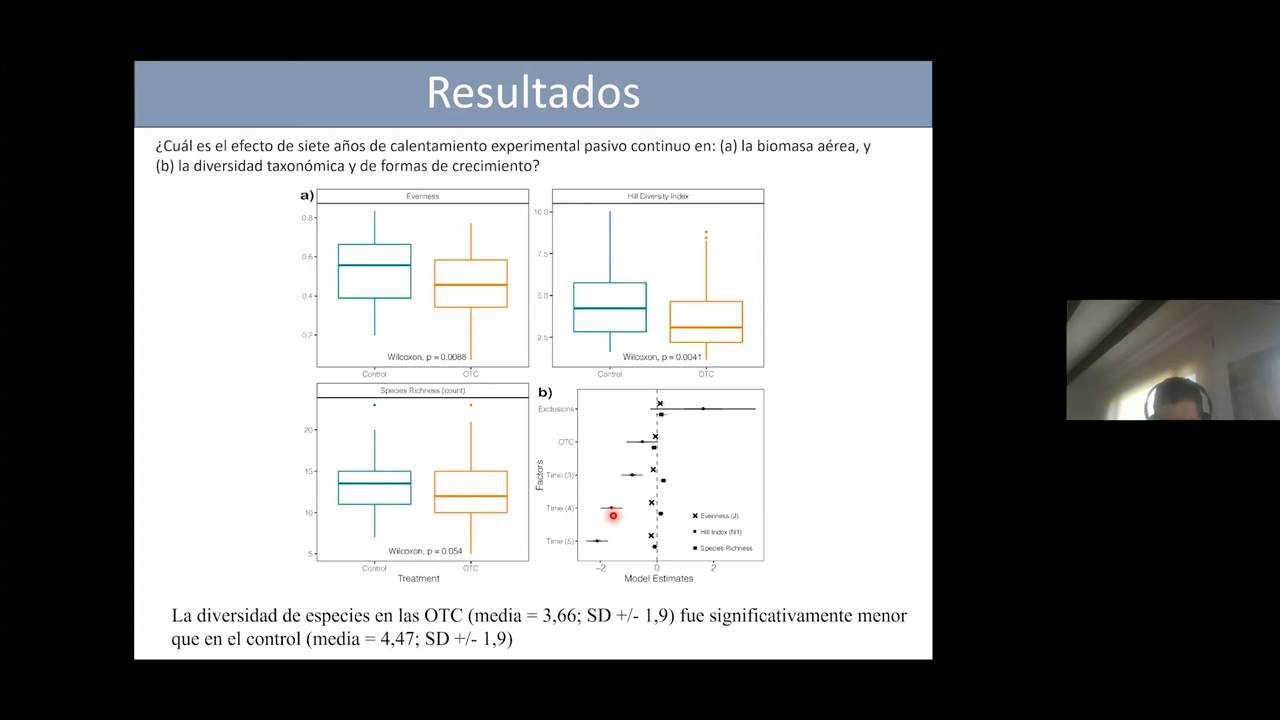 Resultados
¿Cuál es el efecto de siete años de calentamiento experimental pasivo continuo en: (a) la biomasa aérea, y
(b) la diversidad taxonómica y de formas de crecimiento?
a)
Evenness
0.8
0.6
0.4
0.2
Wilcoxon, p = 0.0088
Control
OTC
Hill Diversity Index
10.0
7.5
5.0
2.5
Wilcoxon, p = 0.0041
Control
OTC
Species Richness (count)
20
15
10
5
Wilcoxon, p = 0.054
Control
OTC
Treatment
b)
Factors
Exclusions
OTC
Time (3)
Time (4)
Time (5)
Evenness (J)
Hill Index (N1)
Species Richness
−2
0
2
Model Estimates
La diversidad de especies en las OTC (media = 3,66; SD +/- 1,9) fue significativamente menor
que en el control (media = 4,47; SD +/- 1,9)